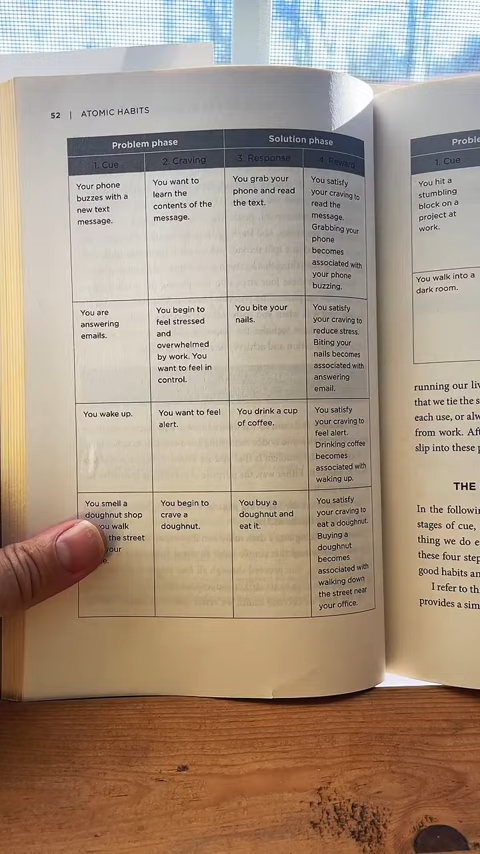 52 | ATOMIC HABITS
Problem phase
Solution phase
1. Cue
2. Craving
3. Response
4. Reward
Your phone
buzzes with a
new text
message.
You want to
learn the
contents of the
message.
You grab your
phone and read
the text.
You satisfy
your craving to
read the
message.
Grabbing your
phone
becomes
associated with
your phone
buzzing.
You are
answering
emails.
You begin to
feel stressed
and
overwhelmed
by work. You
want to feel in
control.
You bite your
nails.
You satisfy
your craving to
reduce stress.
Biting your
nails becomes
associated with
answering
email.
You wake up.
You want to feel
alert.
You drink a cup
of coffee.
You satisfy
your craving to
feel alert.
Drinking coffee
becomes
associated with
waking up.
You smell a
doughnut shop
you walk
the street
your
You begin to
crave a
doughnut.
You buy a
doughnut and
eat it.
You satisfy
your craving to
eat a doughnut.
Buying a
doughnut
becomes
associated with
walking down
the street near
your office.
Proble
1. Cue
You hit a
stumbling
block on a
project at
work.
You walk into a
dark room.
running our li
that we tie the s
each use, or alw
from work. Af
slip into these p
THE
In the followin
stages of cue,
thing we do e
these four step
good habits an
I refer to th
provides a sim